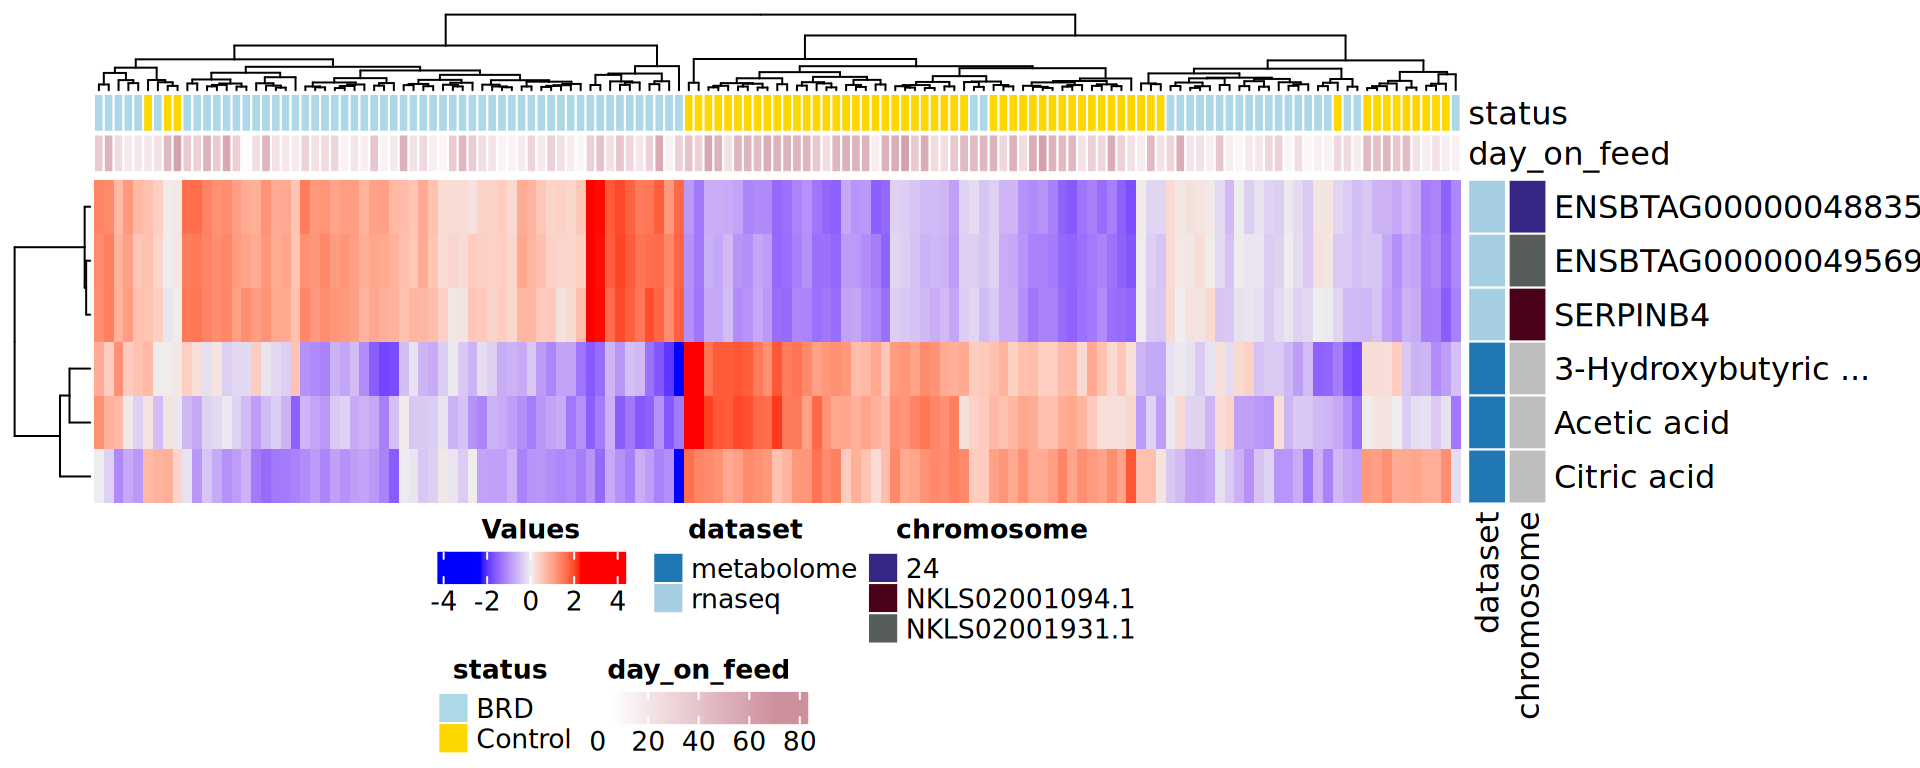 status
day_on_feed
ENSBTAG00000048835
ENSBTAG00000049569
SERPINB4
3-Hydroxybutyric ...
Acetic acid
Citric acid
dataset
chromosome
Values
-4 -2 0 2 4
dataset
metabolome
rnaseq
chromosome
24
NKLS02001094.1
NKLS02001931.1
status
BRD
Control
day_on_feed
0 20 40 60 80